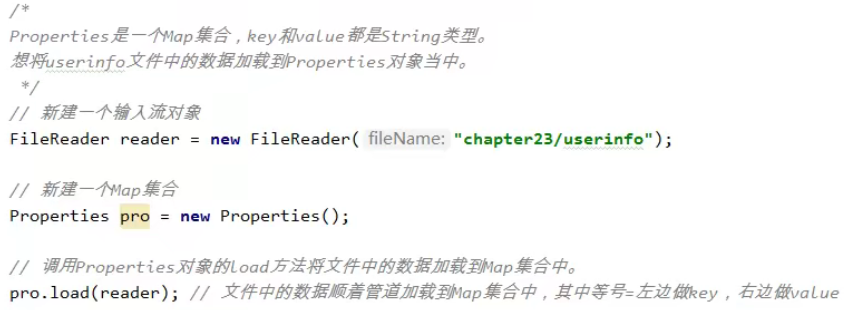 /*
Properties是一个Map集合，key和value都是String类型。
想将userinfo文件中的数据加载到Properties对象当中。
*/
// 新建一个输入流对象
FileReader reader = new FileReader( fileName: "chapter23/userinfo");
// 新建一个Map集合
Properties pro = new Properties();
// 调用Properties对象的load方法将文件中的数据加载到Map集合中。
pro.load(reader); // 文件中的数据顺着管道加载到Map集合中，其中等号=左边做key，右边做value